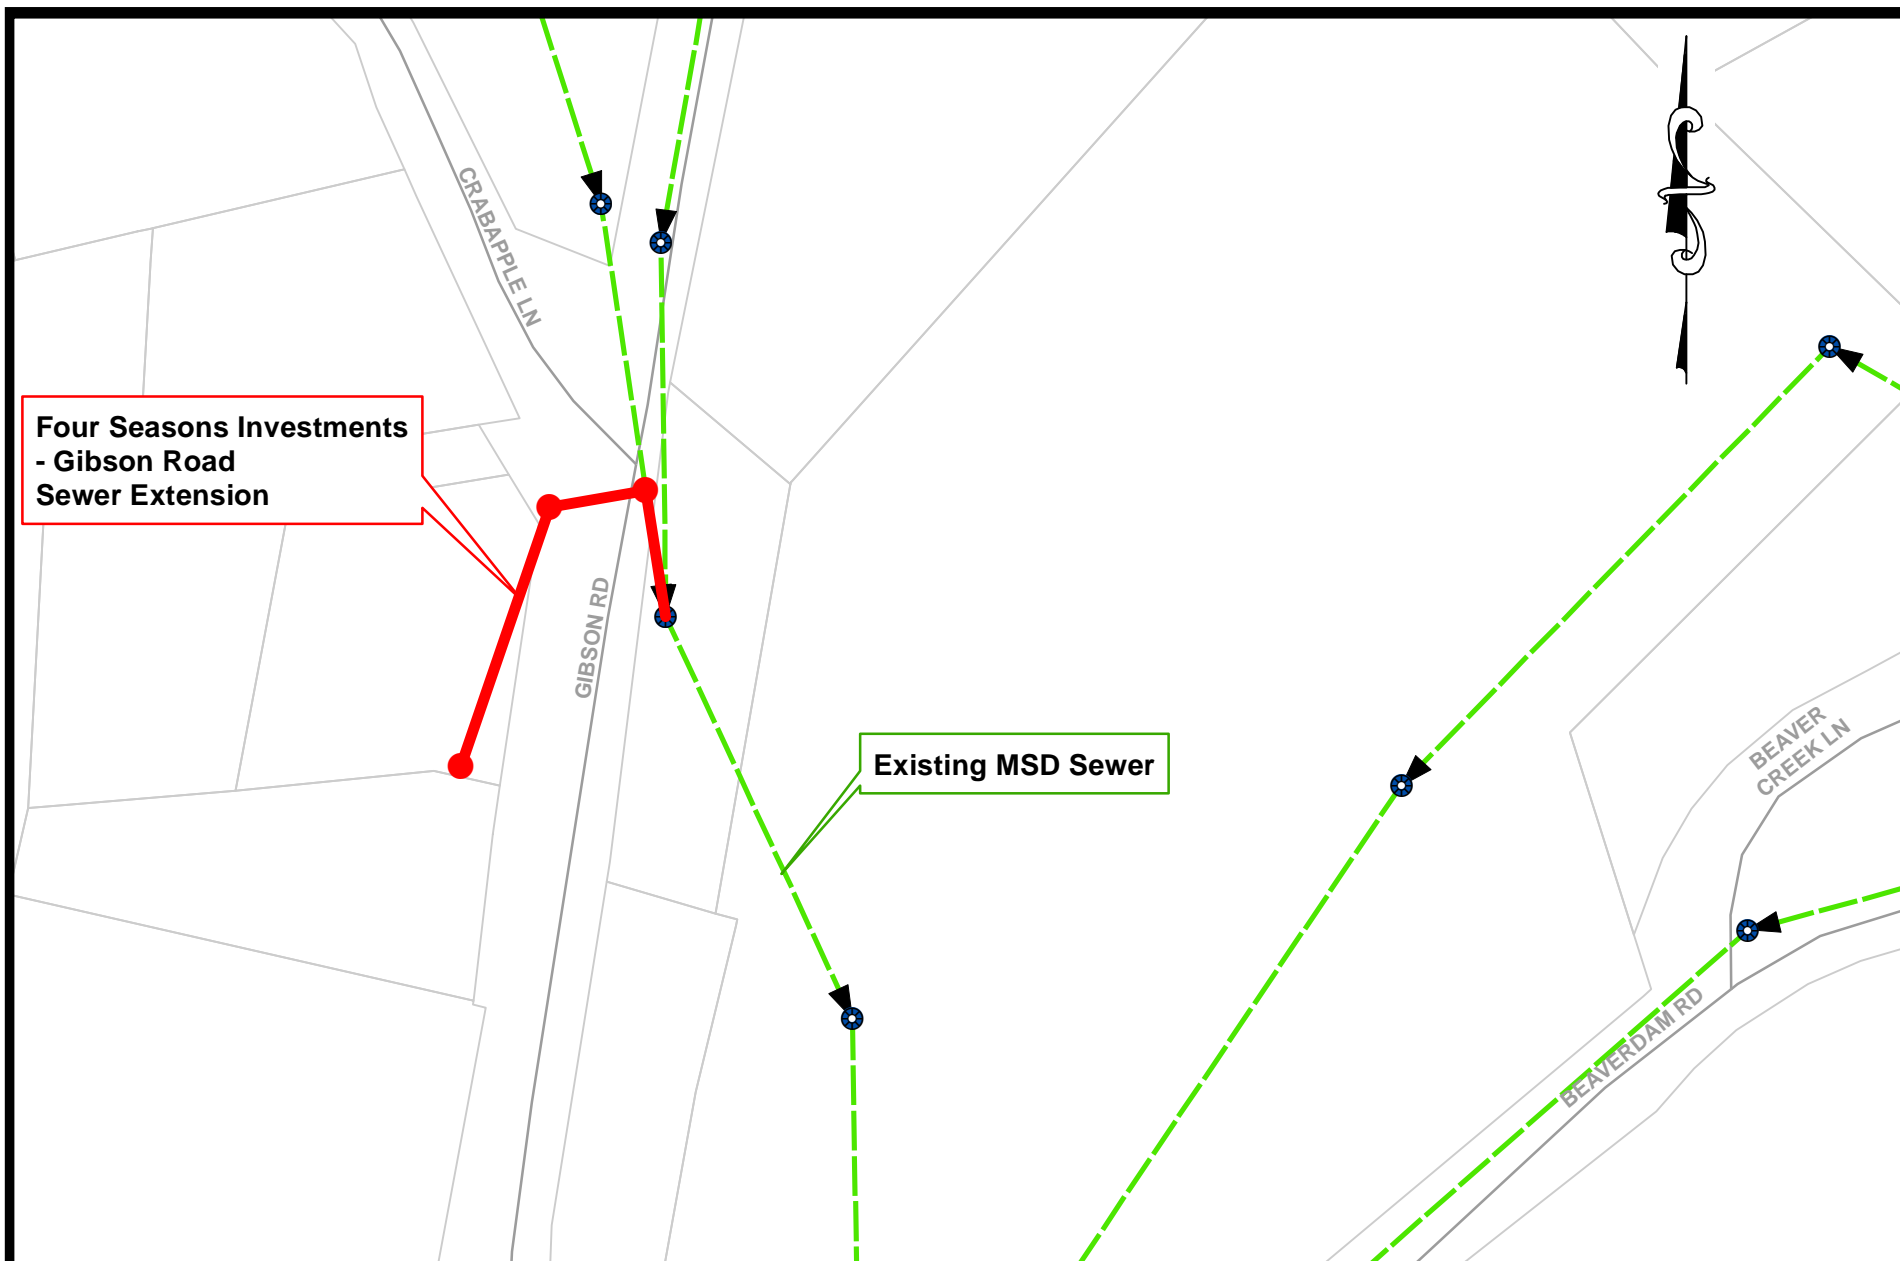 CRABAPPLE LN
Four Seasons Investments
- Gibson Road
Sewer Extension
GIBSON RD
Existing MSD Sewer
BEAVER
CREEK LN
BEAVERDAM RD